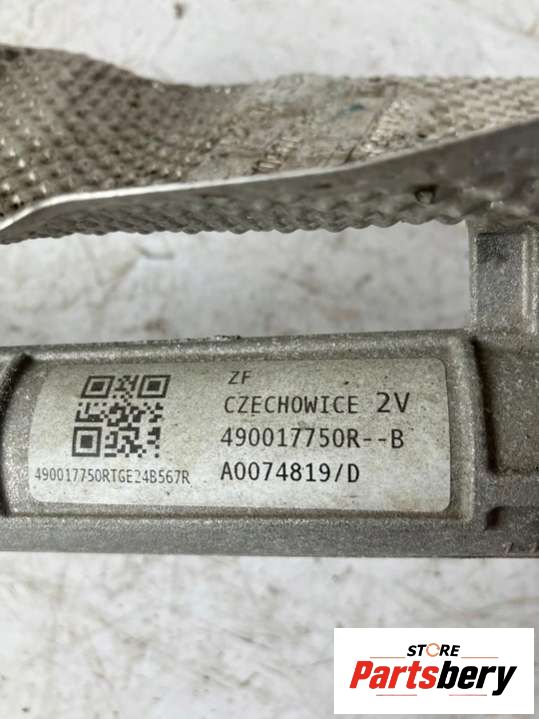 ZF
CZECHOWICE 2V
490017750R--B
A0074819/D
490017750RTGE24B567R
STORE
Partsbery